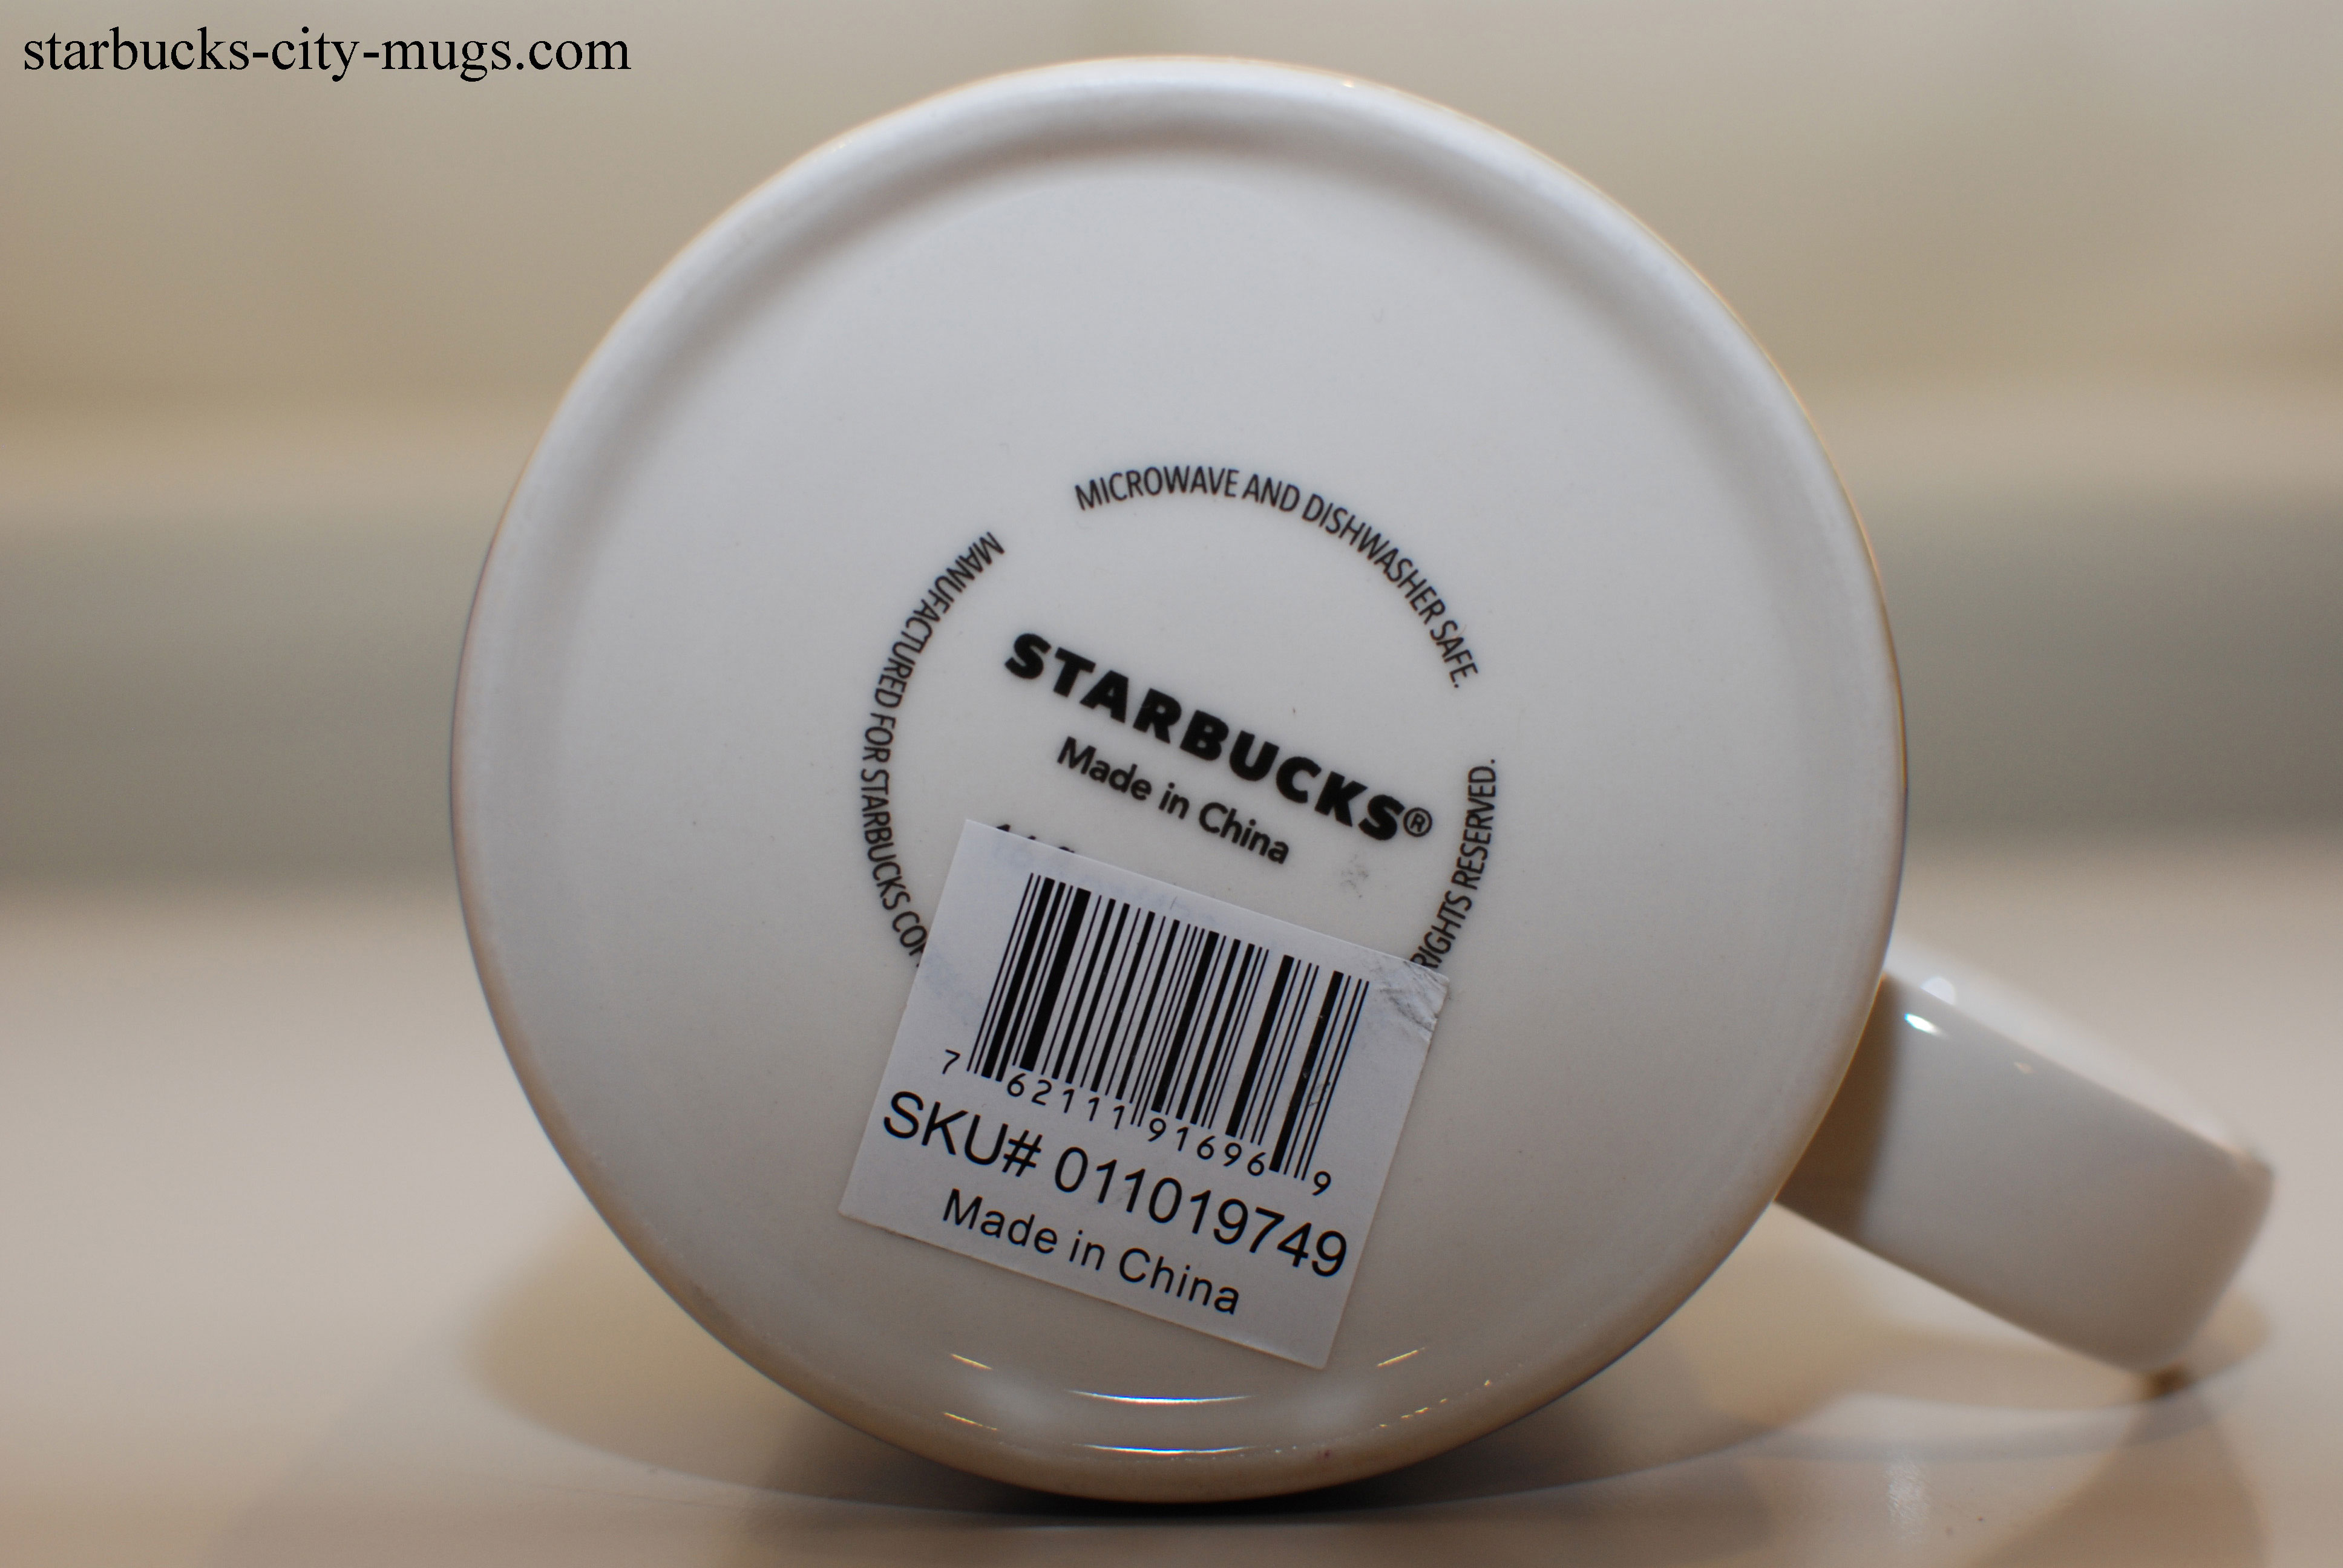 starbucks-city-mugs.com
MICROWAVE AND DISHWASHER SAFE.
MANUFACTURED FOR STARBUCKS
STARBUCKS®
Made in China
RIGHTS RESERVED.
7 62111 91696 9
SKU# 011019749
Made in China